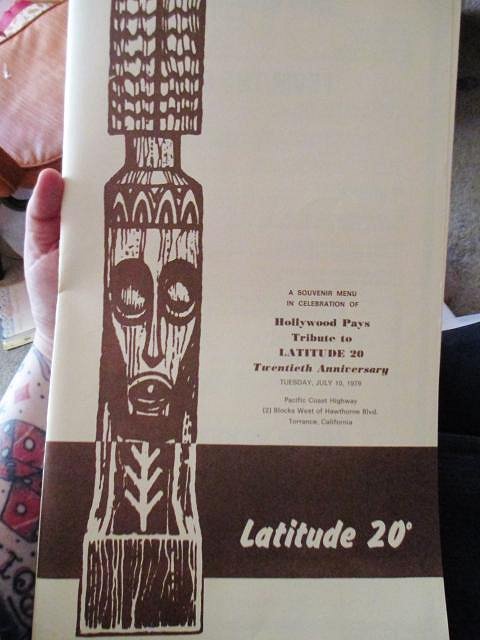 A SOUVENIR MENU
IN CELEBRATION OF
Hollywood Pays
Tribute to
LATITUDE 20
Twentieth Anniversary
TUESDAY, JULY 10, 1979
Pacific Coast Highway
(2) Blocks West of Hawthorne Blvd.
Torrance, California
Latitude 20°